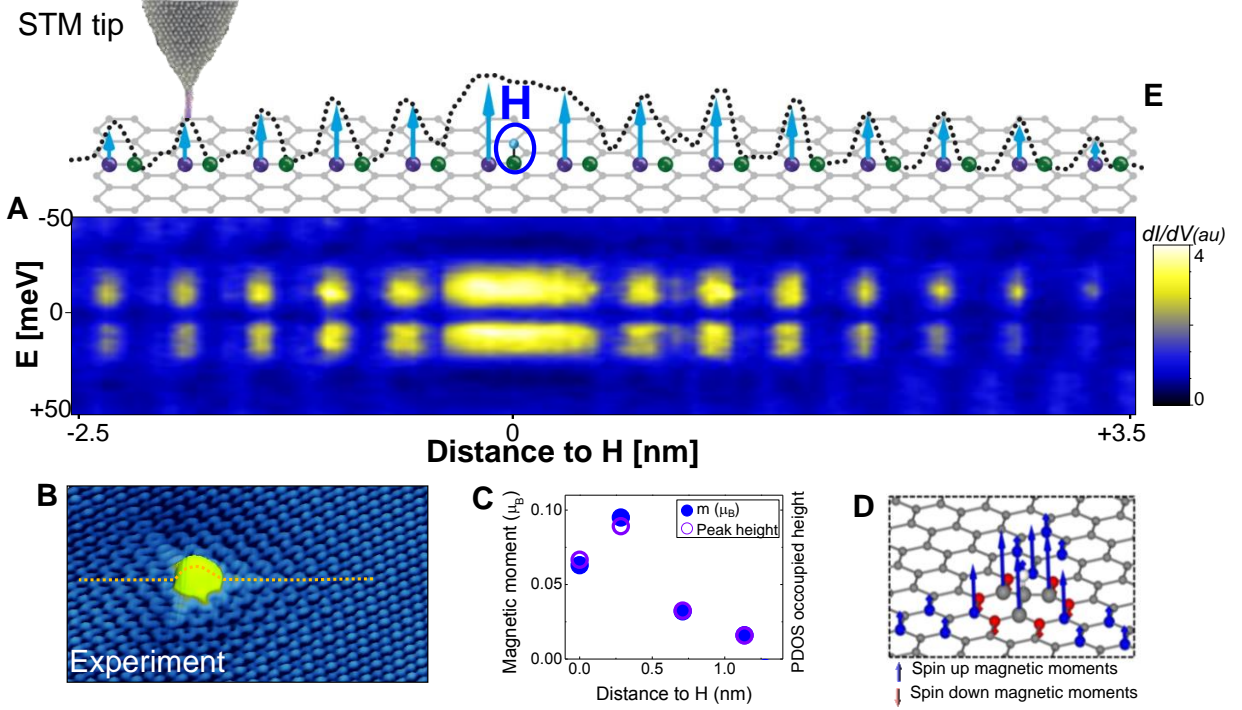 STM tip
H
E
A
-50
0
+50
E [meV]
-2.5
0
+3.5
Distance to H [nm]
dI/dV(au)
4
0
B
Experiment
C
0.10
0.05
0.00
Magnetic moment (μB)
m (μB)
Peak height
PDOS occoupied height
0.0
0.5
1.0
Distance to H (nm)
D
Spin up magnetic moments
Spin down magnetic moments